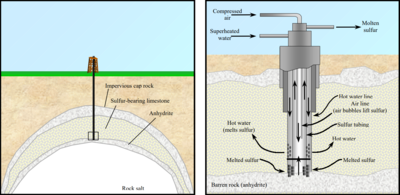 Impervious cap rock
Sulfur-bearing limestone
Anhydrite
Rock salt
Compressed
air
Superheated
water
Molten
sulfur
Hot water line
Air line
(air bubbles lift sulfur)
Sulfur tubing
Hot water
(melts sulfur)
Hot water
Melted sulfur
Melted sulfur
Barren rock (anhydrite)